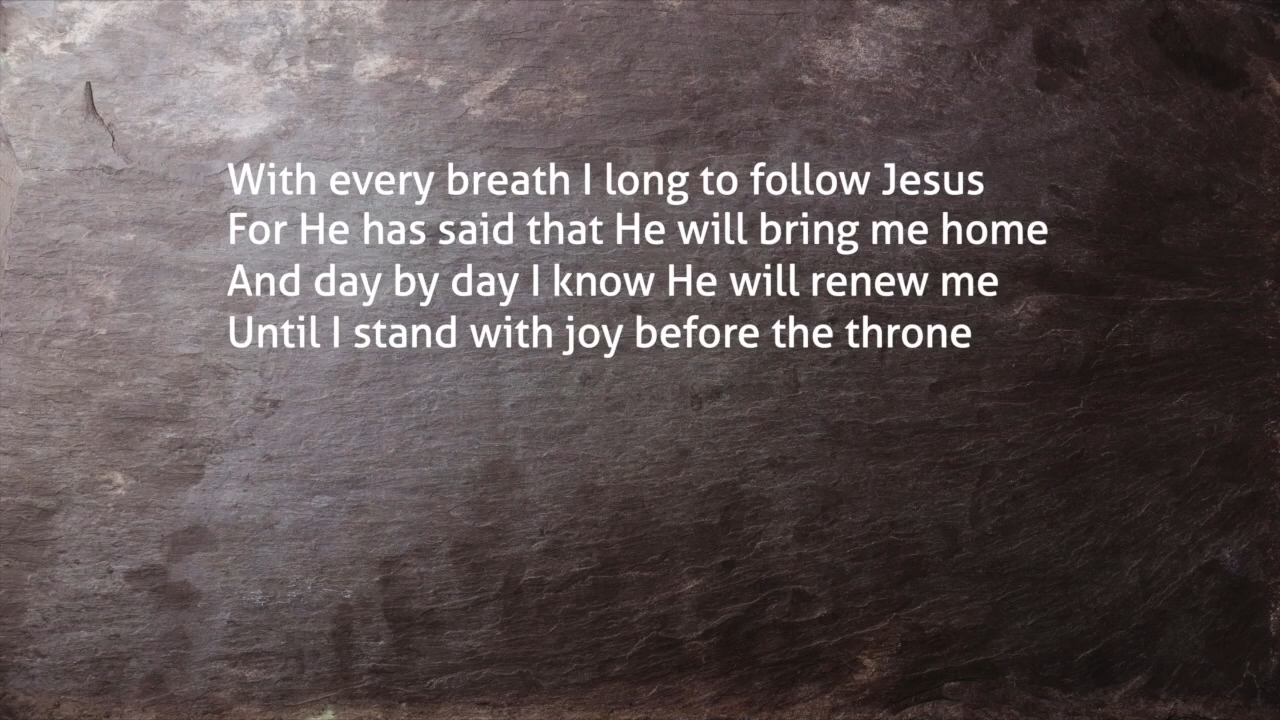 With every breath I long to follow Jesus
For He has said that He will bring me home
And day by day I know He will renew me
Until I stand with joy before the throne